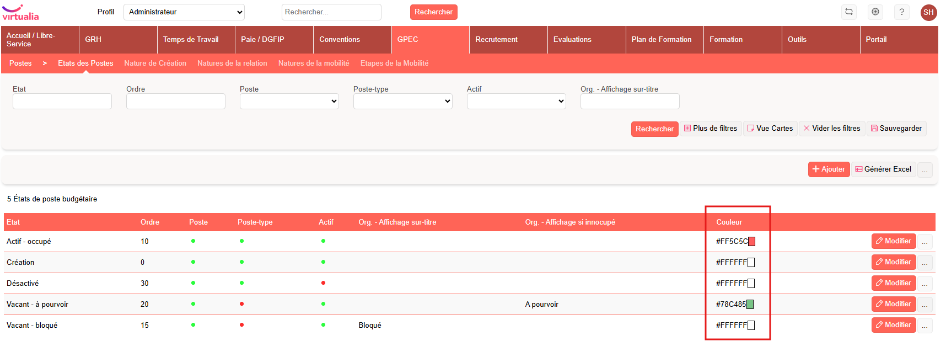 virtualia
Profil Administrateur Rechercher... Rechercher ? SH
Accueil / Libre-Service GRH Temps de Travail Paie / DGFIP Conventions GPEC Recrutement Evaluations Plan de Formation Formation Outils Portail
Postes > Etats des Postes Nature de Création Natures de la relation Natures de la mobilité Etapes de la Mobilité
Etat Ordre Poste Poste-type Actif Org. - Affichage sur-titre
Rechercher Plus de filtres Vue Cartes Vider les filtres Sauvegarder
+ Ajouter Générer Excel ...
5 États de poste budgétaire
Etat Ordre Poste Poste-type Actif Org. - Affichage sur-titre Org. - Affichage si innocupé Couleur
Actif - occupé 10 #FF5C5C Modifier ...
Création 0 #FFFFFF Modifier ...
Désactivé 30 #FFFFFF Modifier ...
Vacant - à pourvoir 20 A pourvoir #78C485 Modifier ...
Vacant - bloqué 15 Bloqué #FFFFFF Modifier ...